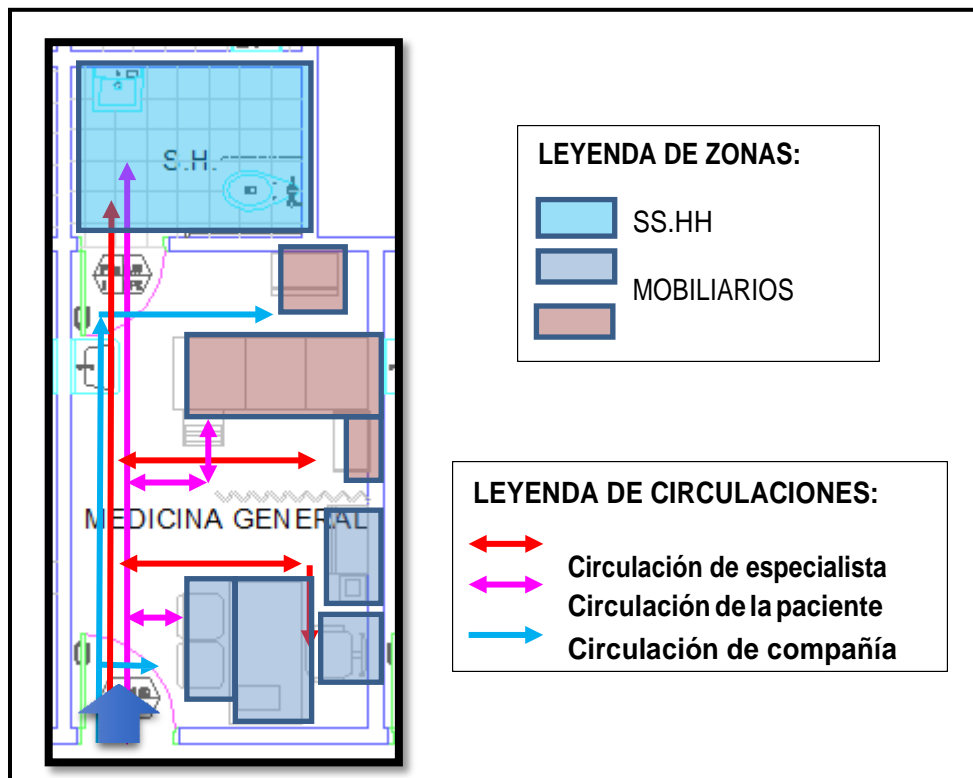 S.H.
MEDICINA GENERAL
LEYENDA DE ZONAS:
SS.HH
MOBILIARIOS
LEYENDA DE CIRCULACIONES:
Circulación de especialista
Circulación de la paciente
Circulación de compañía